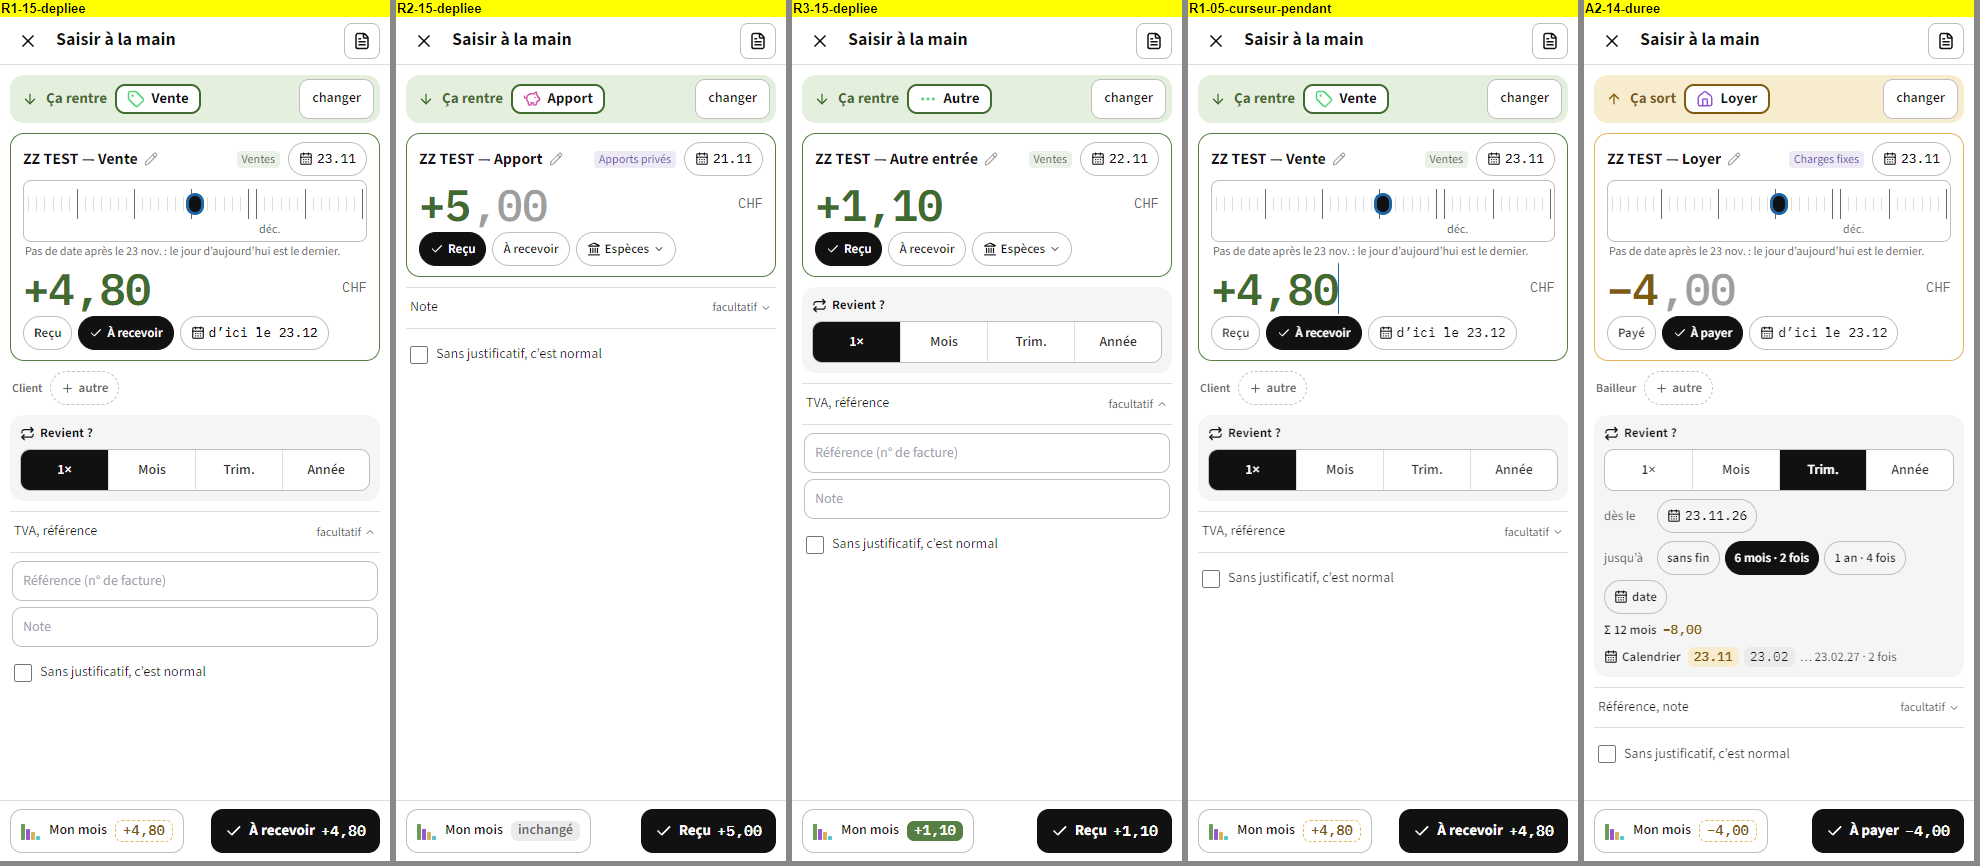 R1-15-depliee
Saisir à la main
Ça rentre Vente changer
ZZ TEST — Vente Ventes 23.11
déc.
Pas de date après le 23 nov. : le jour d’aujourd’hui est le dernier.
+4,80 CHF
Reçu À recevoir d’ici le 23.12
Client + autre
Revient ?
1× Mois Trim. Année
TVA, référence facultatif
Référence (n° de facture)
Note
Sans justificatif, c’est normal
Mon mois +4,80 À recevoir +4,80
R2-15-depliee
Saisir à la main
Ça rentre Apport changer
ZZ TEST — Apport Apports privés 21.11
+5,00 CHF
Reçu À recevoir Espèces
Note facultatif
Sans justificatif, c’est normal
Mon mois inchangé Reçu +5,00
R3-15-depliee
Saisir à la main
Ça rentre Autre changer
ZZ TEST — Autre entrée Ventes 22.11
+1,10 CHF
Reçu À recevoir Espèces
Revient ?
1× Mois Trim. Année
TVA, référence facultatif
Référence (n° de facture)
Note
Sans justificatif, c’est normal
Mon mois +1,10 Reçu +1,10
R1-05-curseur-pendant
Saisir à la main
Ça rentre Vente changer
ZZ TEST — Vente Ventes 23.11
déc.
Pas de date après le 23 nov. : le jour d’aujourd’hui est le dernier.
+4,80 CHF
Reçu À recevoir d’ici le 23.12
Client + autre
Revient ?
1× Mois Trim. Année
TVA, référence facultatif
Sans justificatif, c’est normal
Mon mois +4,80 À recevoir +4,80
A2-14-duree
Saisir à la main
Ça sort Loyer changer
ZZ TEST — Loyer Charges fixes 23.11
déc.
Pas de date après le 23 nov. : le jour d’aujourd’hui est le dernier.
−4,00 CHF
Payé À payer d’ici le 23.12
Bailleur + autre
Revient ?
1× Mois Trim. Année
dès le 23.11.26
jusqu’à sans fin 6 mois · 2 fois 1 an · 4 fois
date
Σ 12 mois −8,00
Calendrier 23.11 23.02 … 23.02.27 · 2 fois
Référence, note facultatif
Sans justificatif, c’est normal
Mon mois −4,00 À payer −4,00